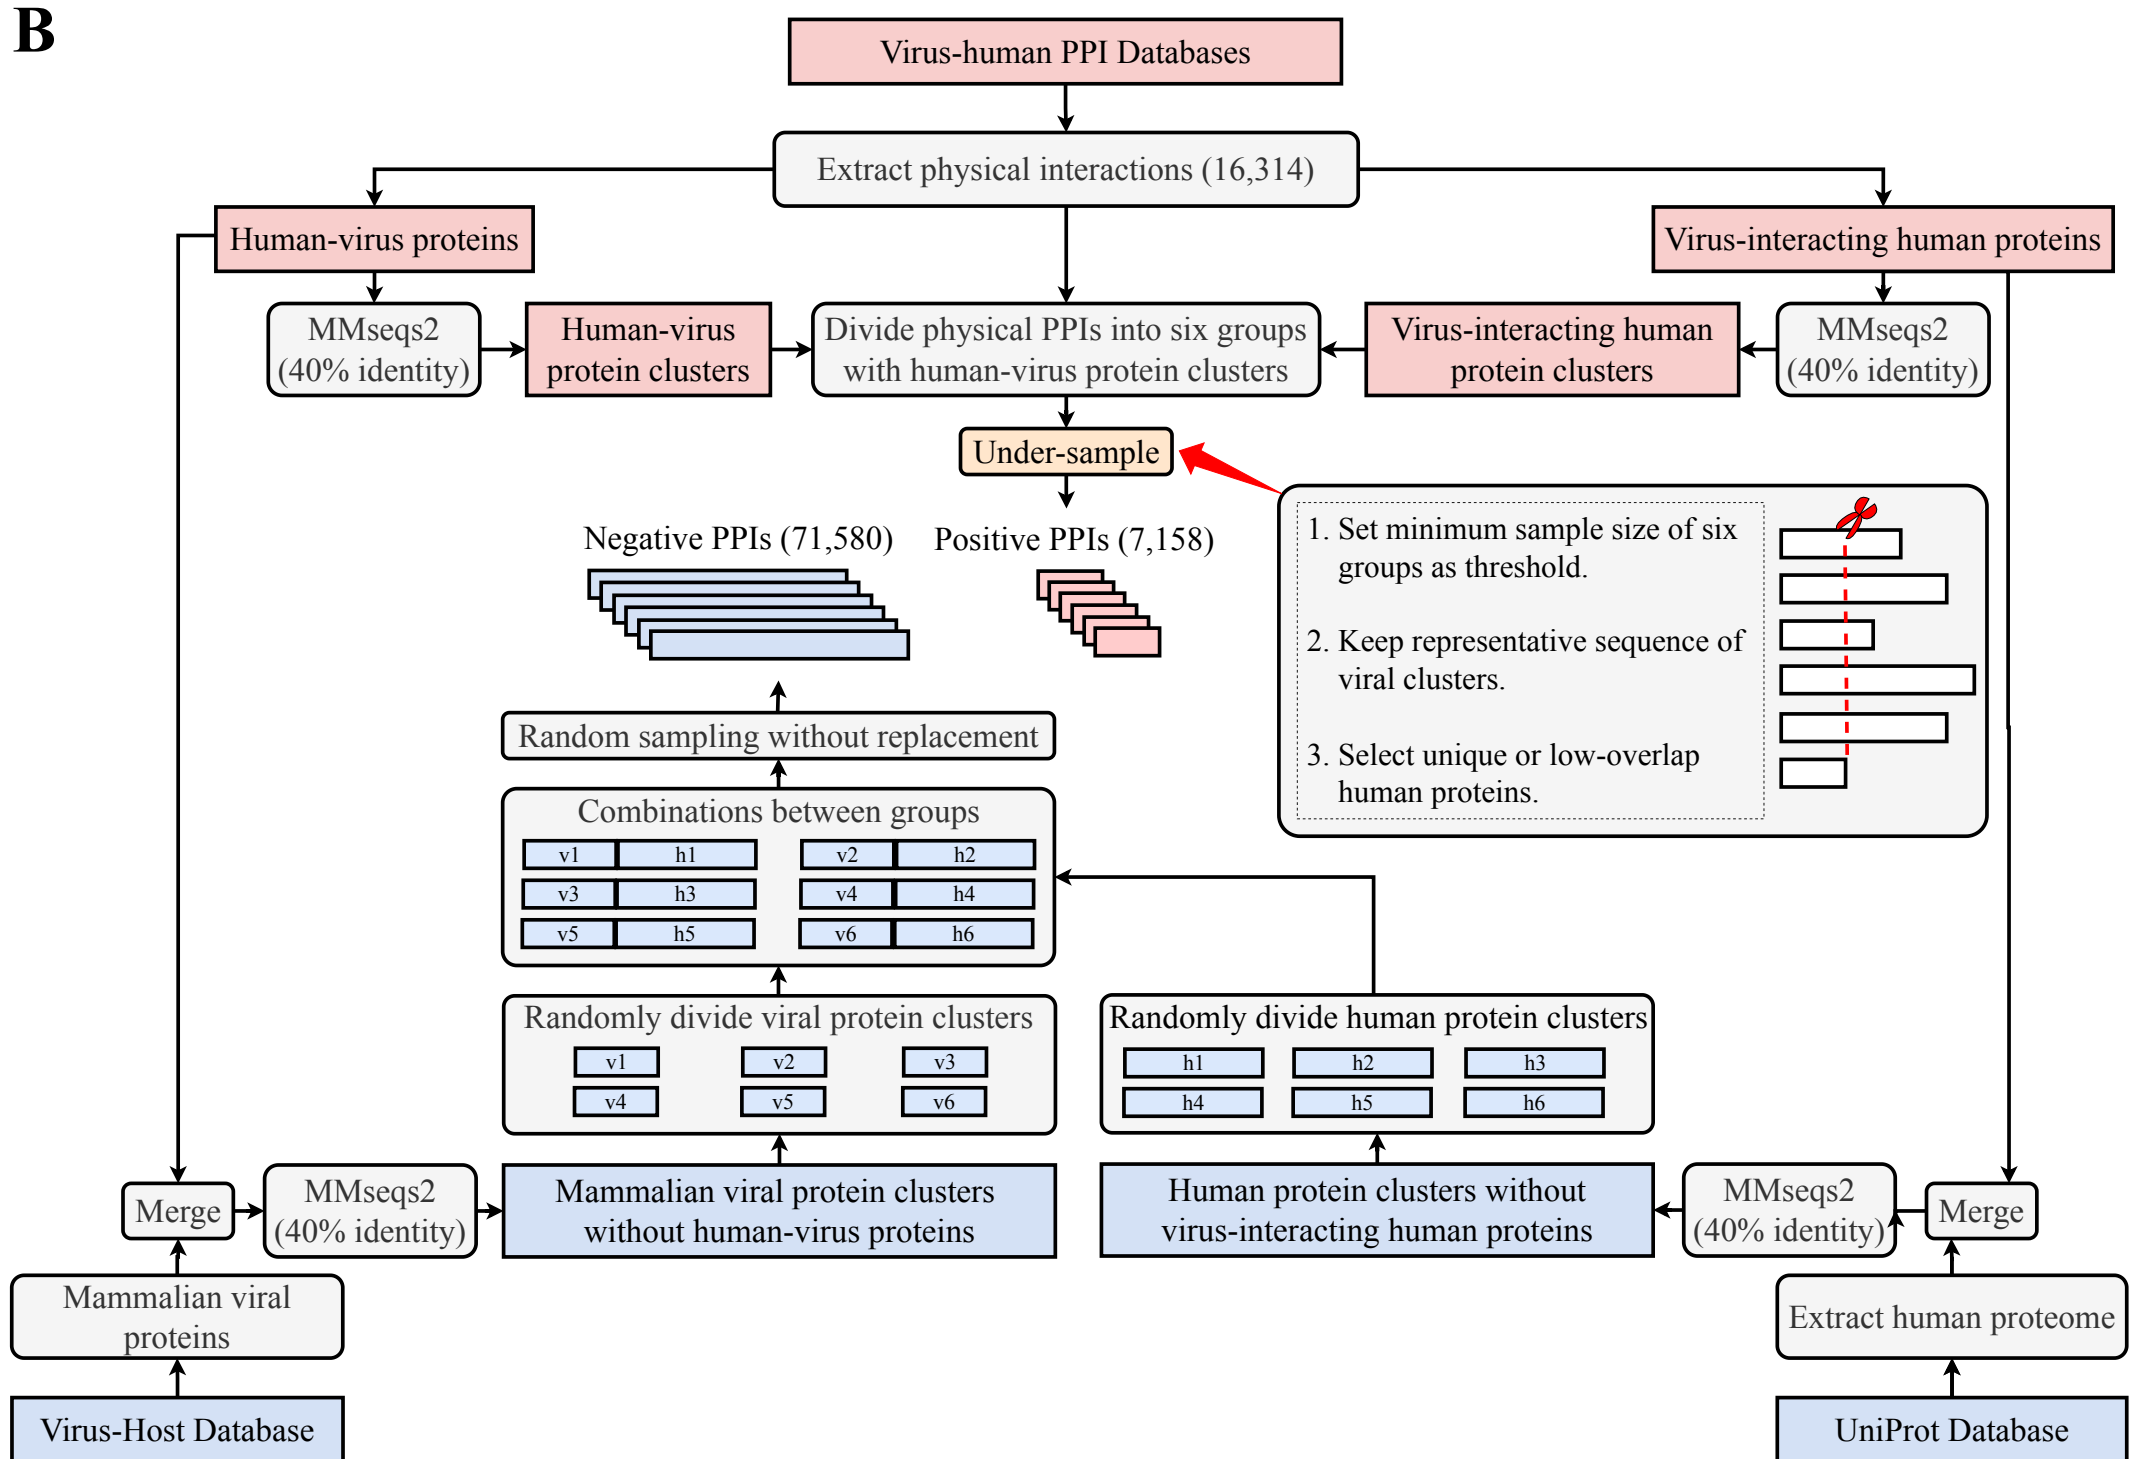 B
Virus-human PPI Databases
Extract physical interactions (16,314)
Human-virus proteins
Virus-interacting human proteins
MMseqs2
(40% identity)
Human-virus
protein clusters
Divide physical PPIs into six groups
with human-virus protein clusters
Virus-interacting human
protein clusters
MMseqs2
(40% identity)
Under-sample
Negative PPIs (71,580)
Positive PPIs (7,158)
1. Set minimum sample size of six
groups as threshold.
2. Keep representative sequence of
viral clusters.
3. Select unique or low-overlap
human proteins.
Random sampling without replacement
Combinations between groups
v1 h1 v2 h2
v3 h3 v4 h4
v5 h5 v6 h6
Randomly divide viral protein clusters
v1 v2 v3
v4 v5 v6
Randomly divide human protein clusters
h1 h2 h3
h4 h5 h6
Merge
MMseqs2
(40% identity)
Mammalian viral protein clusters
without human-virus proteins
Human protein clusters without
virus-interacting human proteins
MMseqs2
(40% identity)
Merge
Mammalian viral
proteins
Extract human proteome
Virus-Host Database
UniProt Database